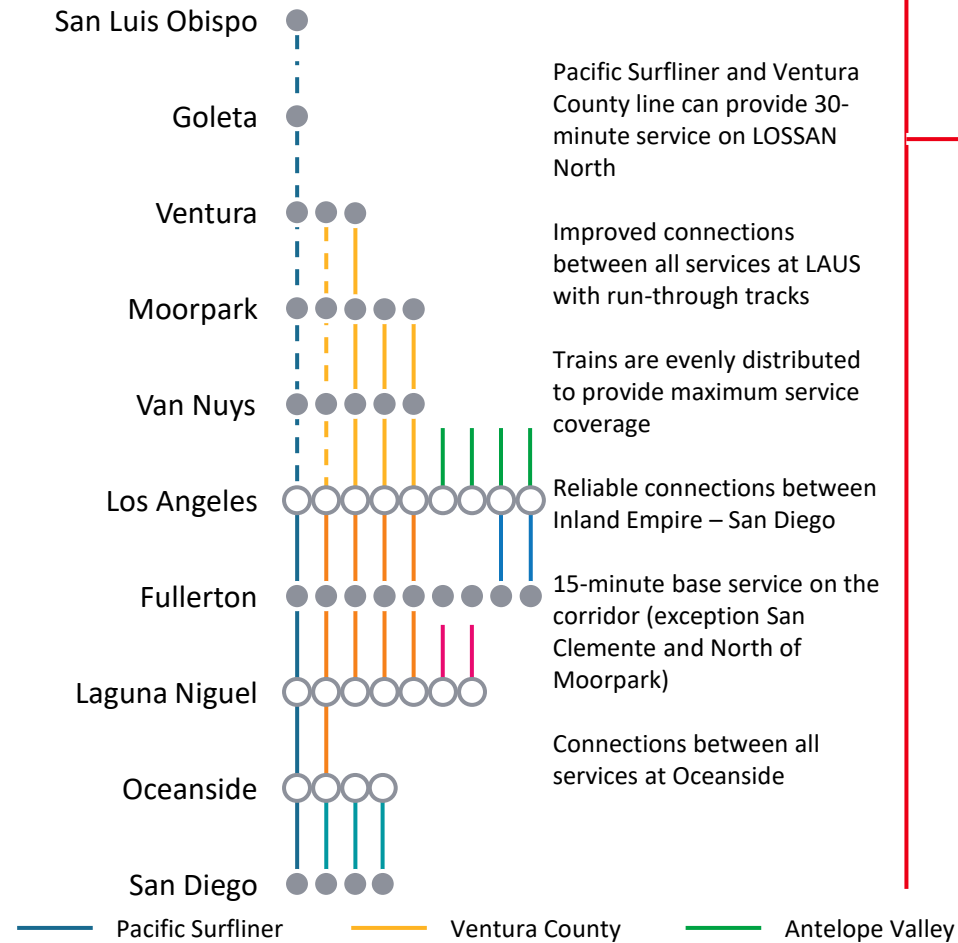 San Luis Obispo
Goleta
Ventura
Moorpark
Van Nuys
Los Angeles
Fullerton
Laguna Niguel
Oceanside
San Diego
Pacific Surfliner and Ventura
County line can provide 30-
minute service on LOSSAN
North
Improved connections
between all services at LAUS
with run-through tracks
Trains are evenly distributed
to provide maximum service
coverage
Reliable connections between
Inland Empire – San Diego
15-minute base service on the
corridor (exception San
Clemente and North of
Moorpark)
Connections between all
services at Oceanside
Pacific Surfliner
Ventura County
Antelope Valley